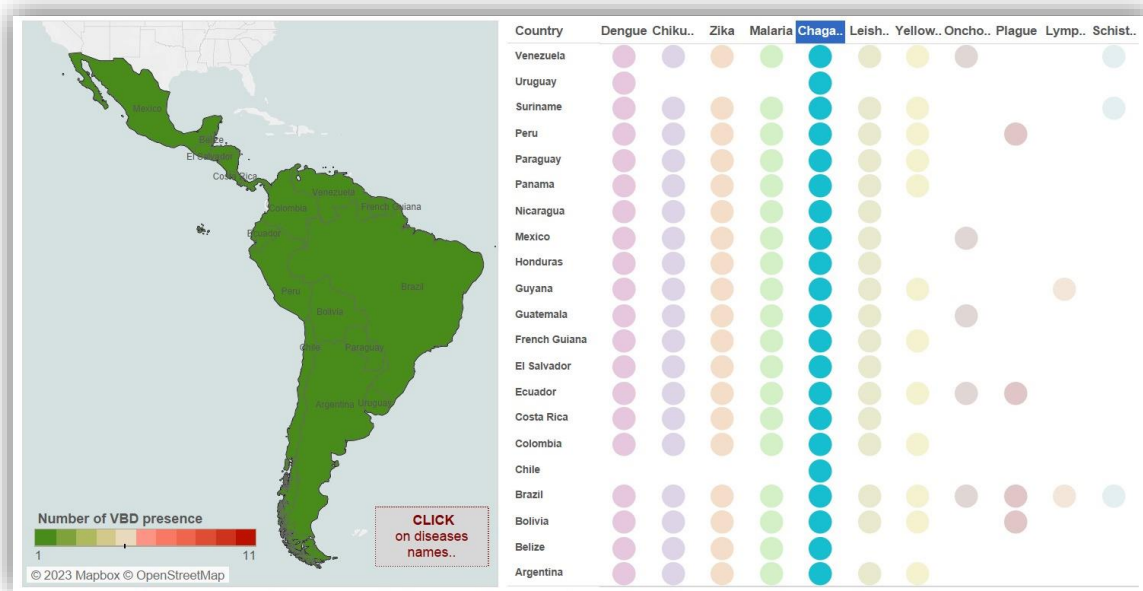 Mexico
Belize
El Salvador
Costa Rica
Venezuela
Colombia
French Guiana
Ecuador
Peru
Brazil
Bolivia
Chile
Paraguay
Argentina
Uruguay
Number of VBD presence
1
11
© 2023 Mapbox © OpenStreetMap
CLICK
on diseases
names..
Country Dengue Chiku.. Zika Malaria Chaga.. Leish.. Yellow.. Oncho.. Plague Lymp.. Schist..
Venezuela
Uruguay
Suriname
Peru
Paraguay
Panama
Nicaragua
Mexico
Honduras
Guyana
Guatemala
French Guiana
El Salvador
Ecuador
Costa Rica
Colombia
Chile
Brazil
Bolivia
Belize
Argentina